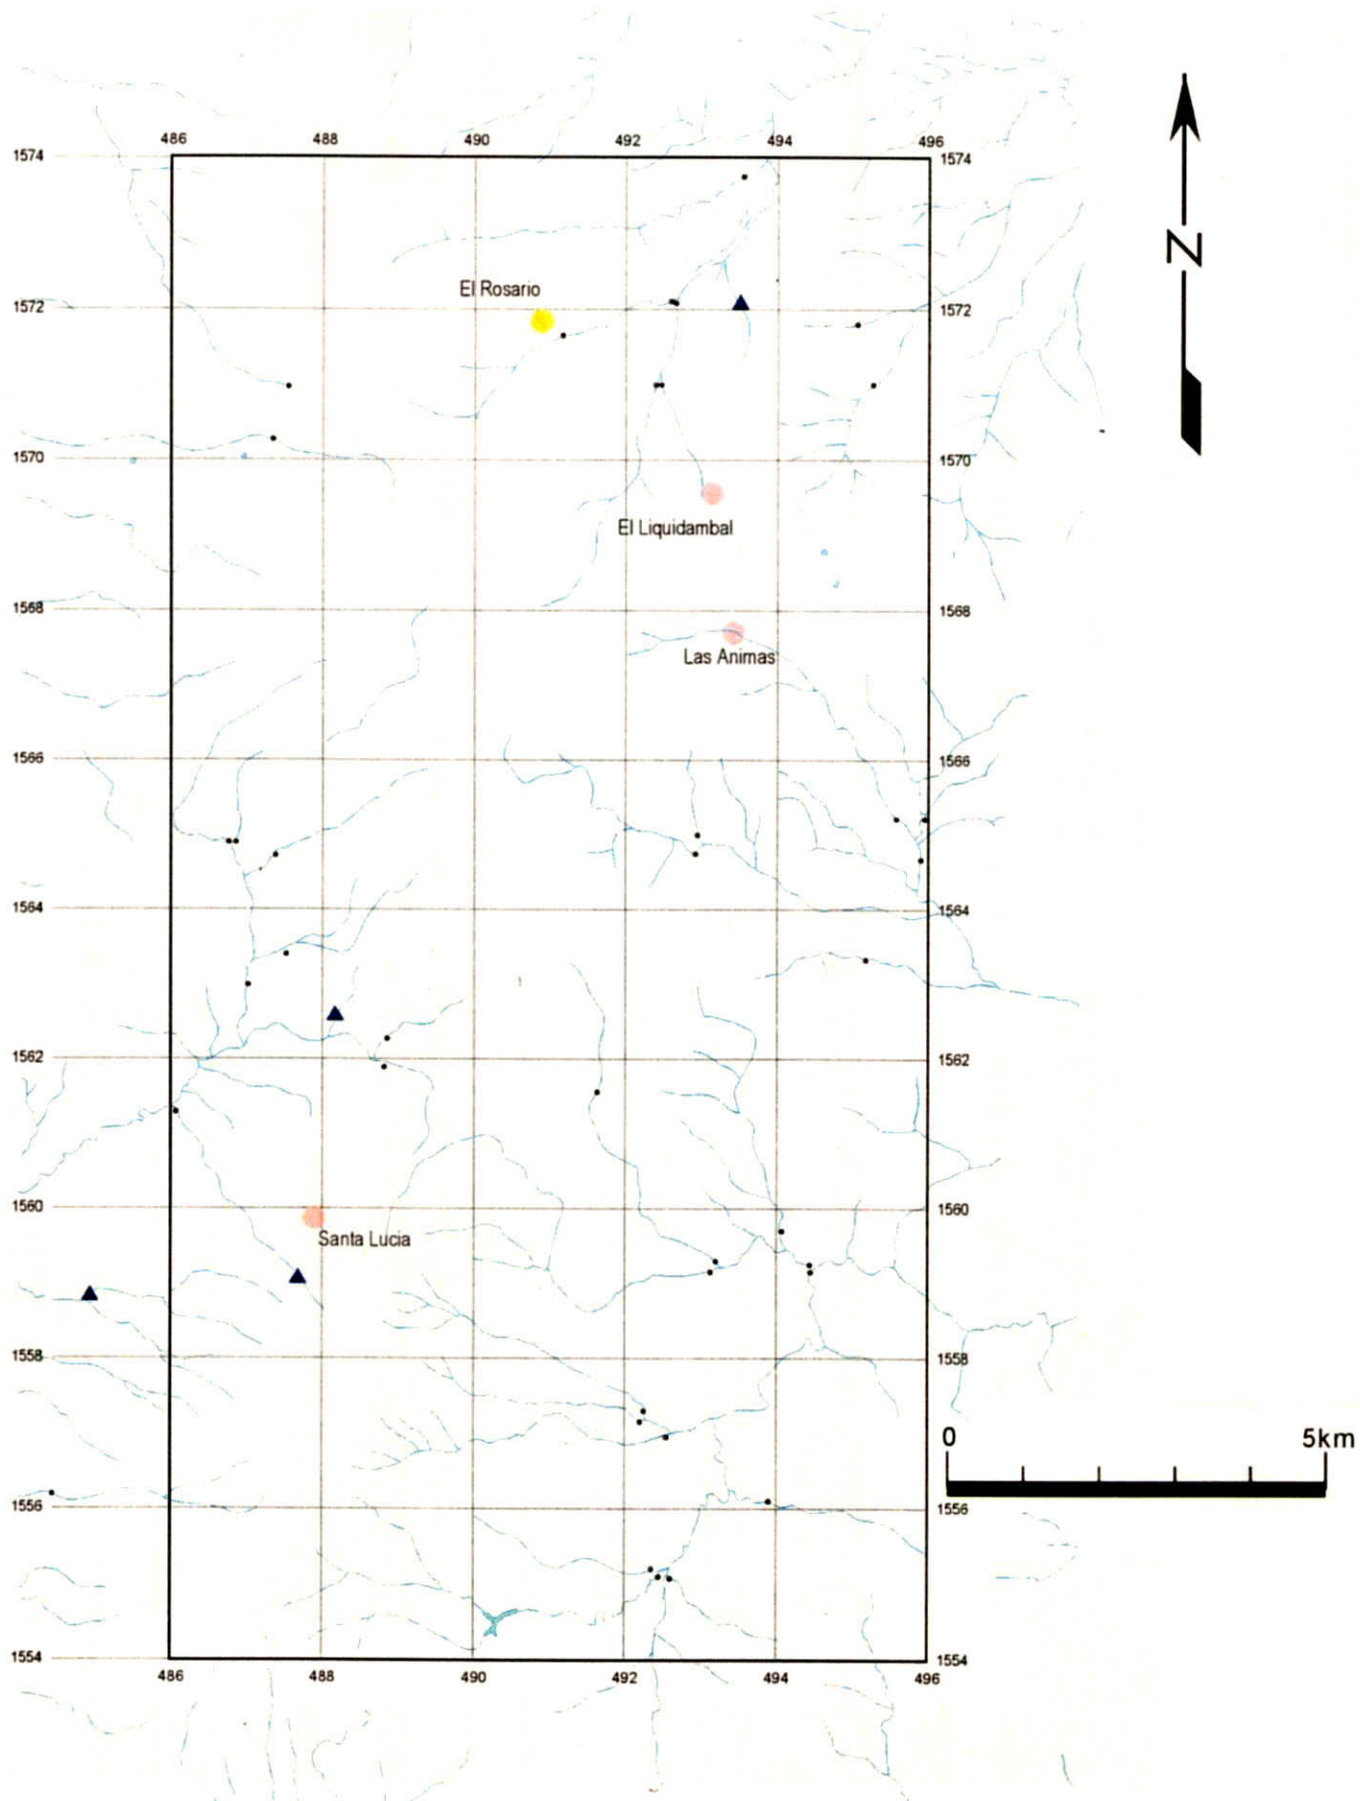 486 488 490 492 494 496
1574 1574
N
El Rosario
1572 1572
1570 1570
El Liquidambal
1568 1568
Las Animas
1566 1566
1564 1564
1562 1562
1560 1560
Santa Lucia
1558 1558
0 5km
1556 1556
1554 1554
486 488 490 492 494 496